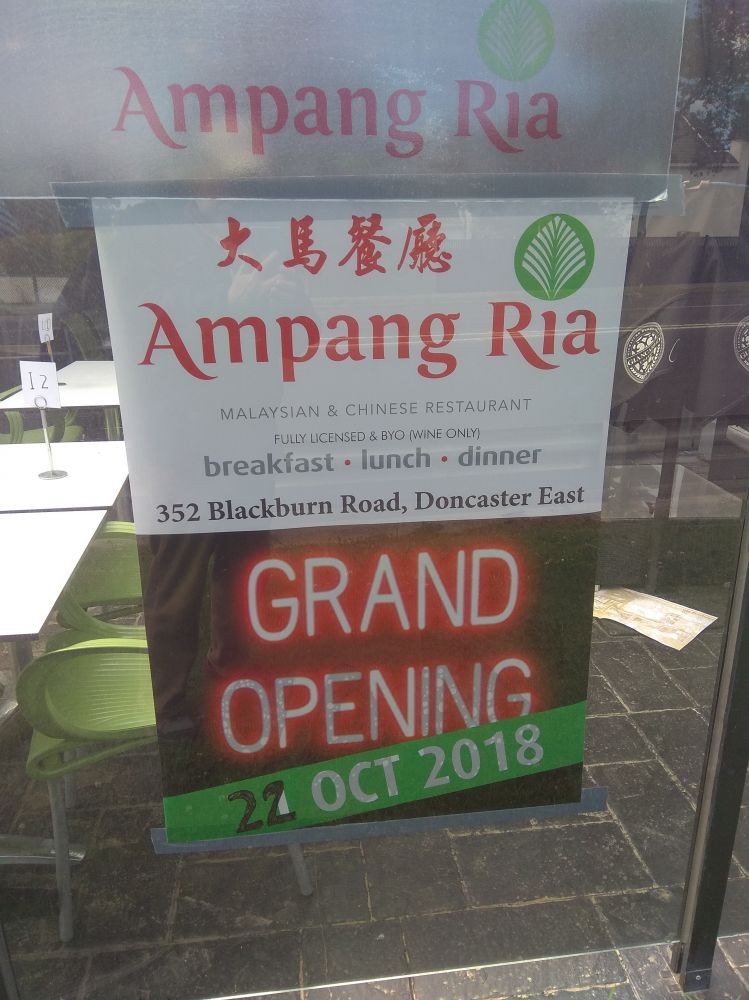 Ampang Ria
大馬餐廳
Ampang Ria
MALAYSIAN & CHINESE RESTAURANT
FULLY LICENSED & BYO (WINE ONLY)
breakfast • lunch • dinner
352 Blackburn Road, Doncaster East
GRAND
OPENING
22 OCT 2018
12